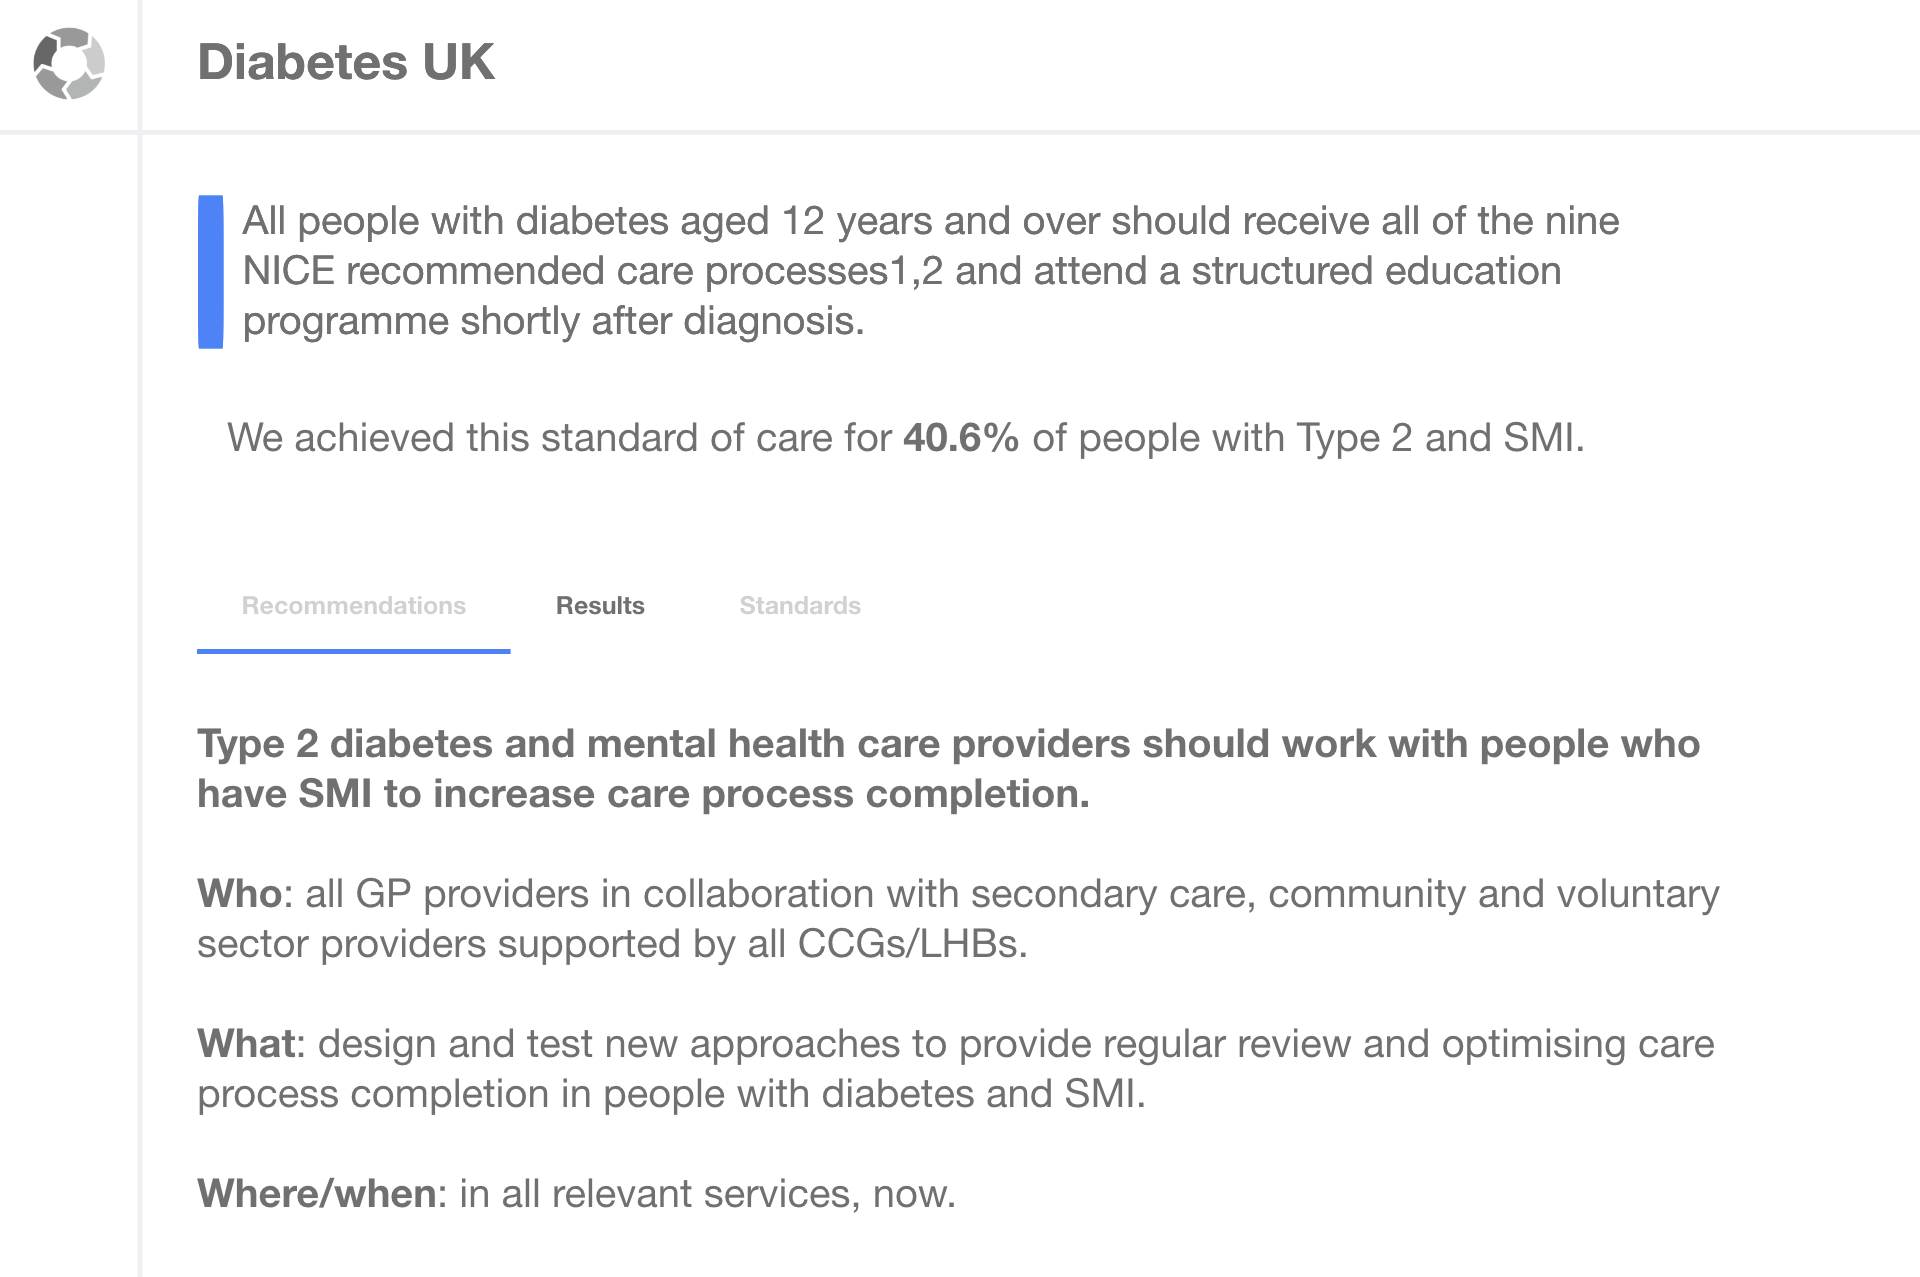 Diabetes UK
All people with diabetes aged 12 years and over should receive all of the nine
NICE recommended care processes1,2 and attend a structured education
programme shortly after diagnosis.
We achieved this standard of care for 40.6% of people with Type 2 and SMI.
Recommendations Results Standards
Type 2 diabetes and mental health care providers should work with people who
have SMI to increase care process completion.
Who: all GP providers in collaboration with secondary care, community and voluntary
sector providers supported by all CCGs/LHBs.
What: design and test new approaches to provide regular review and optimising care
process completion in people with diabetes and SMI.
Where/when: in all relevant services, now.